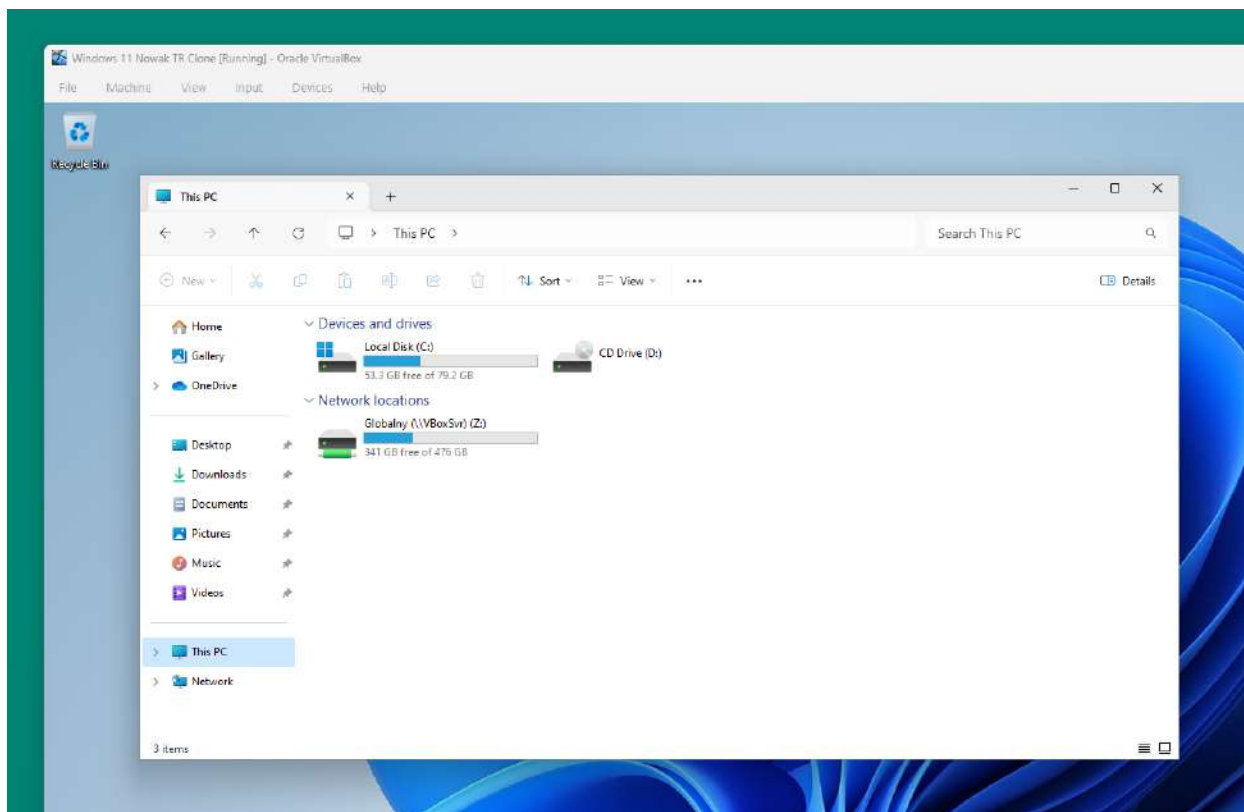 Windows 11 Nowak TR Clone [Running] - Oracle VirtualBox
File Machine View Input Devices Help
Recycle Bin
This PC
This PC
Search This PC
New Sort View Details
Home
Gallery
OneDrive
Desktop
Downloads
Documents
Pictures
Music
Videos
This PC
Network
Devices and drives
Local Disk (C:)
53.3 GB free of 79.2 GB
CD Drive (D:)
Network locations
Globalny (\\VBoxSvr) (Z:)
341 GB free of 476 GB
3 items